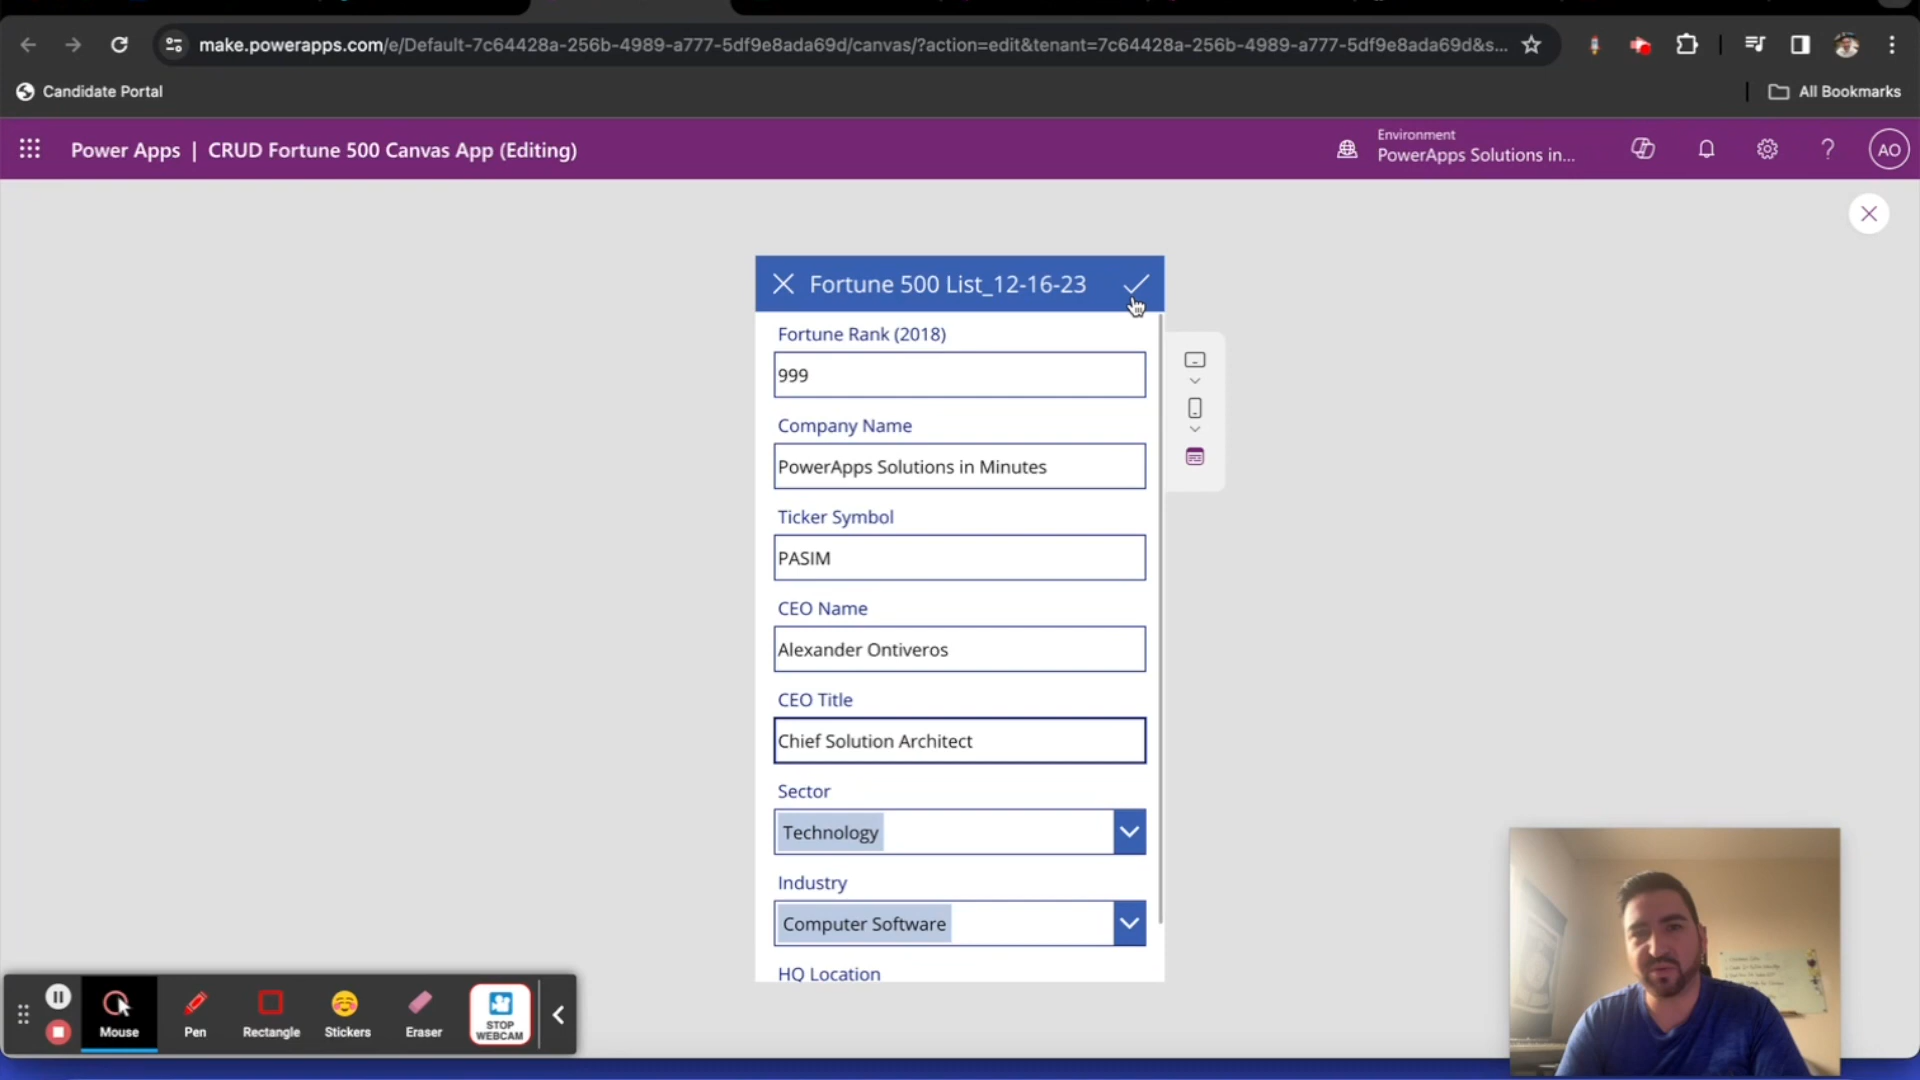 make.powerapps.com/e/Default-7c64428a-256b-4989-a777-5df9e8ada69d/canvas/?action=edit&tenant=7c64428a-256b-4989-a777-5df9e8ada69d&s...
Candidate Portal
All Bookmarks
Power Apps | CRUD Fortune 500 Canvas App (Editing)
Environment
PowerApps Solutions in...
AO
Fortune 500 List_12-16-23
Fortune Rank (2018)
999
Company Name
PowerApps Solutions in Minutes
Ticker Symbol
PASIM
CEO Name
Alexander Ontiveros
CEO Title
Chief Solution Architect
Sector
Technology
Industry
Computer Software
HQ Location
Mouse
Pen
Rectangle
Stickers
Eraser
STOP
WEBCAM